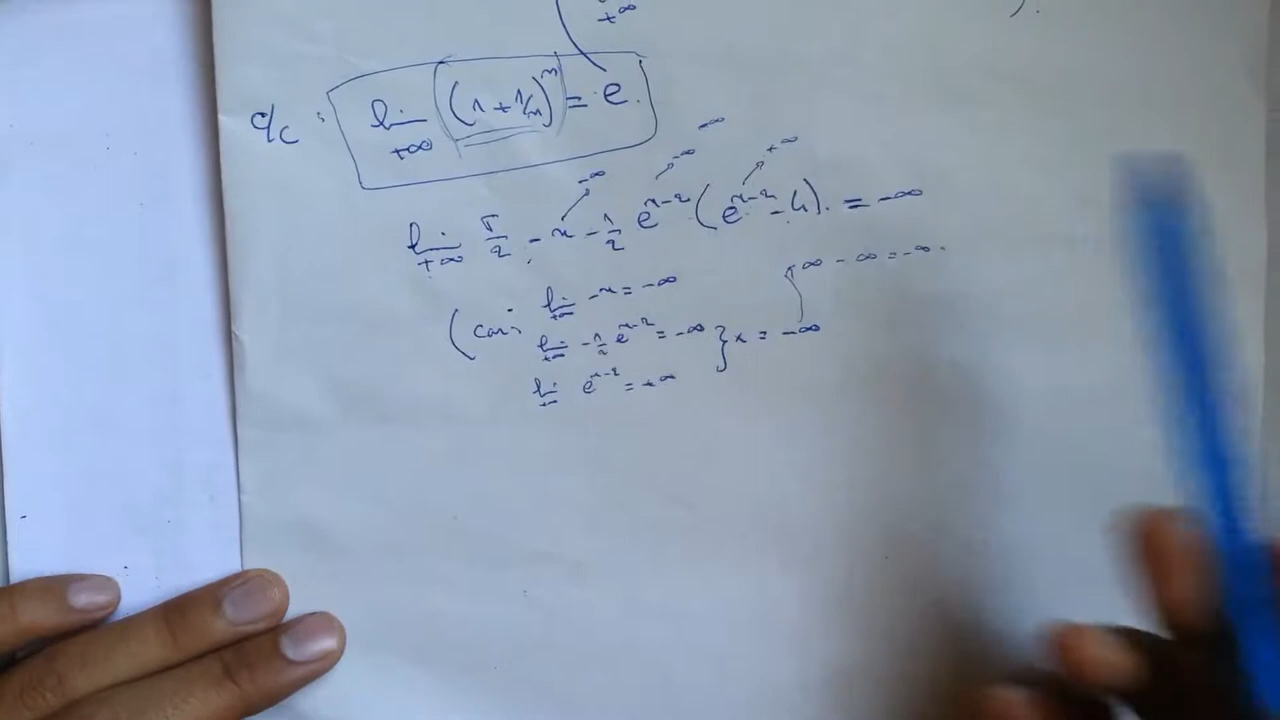 +∞ ).
d/c : lim +∞ (1 + 1/n)^n = e.
-∞ -∞ -∞ +∞
lim +∞ 5/2 - x - 1/2 e^(x-2) (e^(x-2) - 4). = -∞
∞ - ∞ = -∞.
(car: lim +∞ -x = -∞
lim +∞ -1/2 e^(x-2) = -∞ } x = -∞
lim +∞ e^(x-2) = +∞